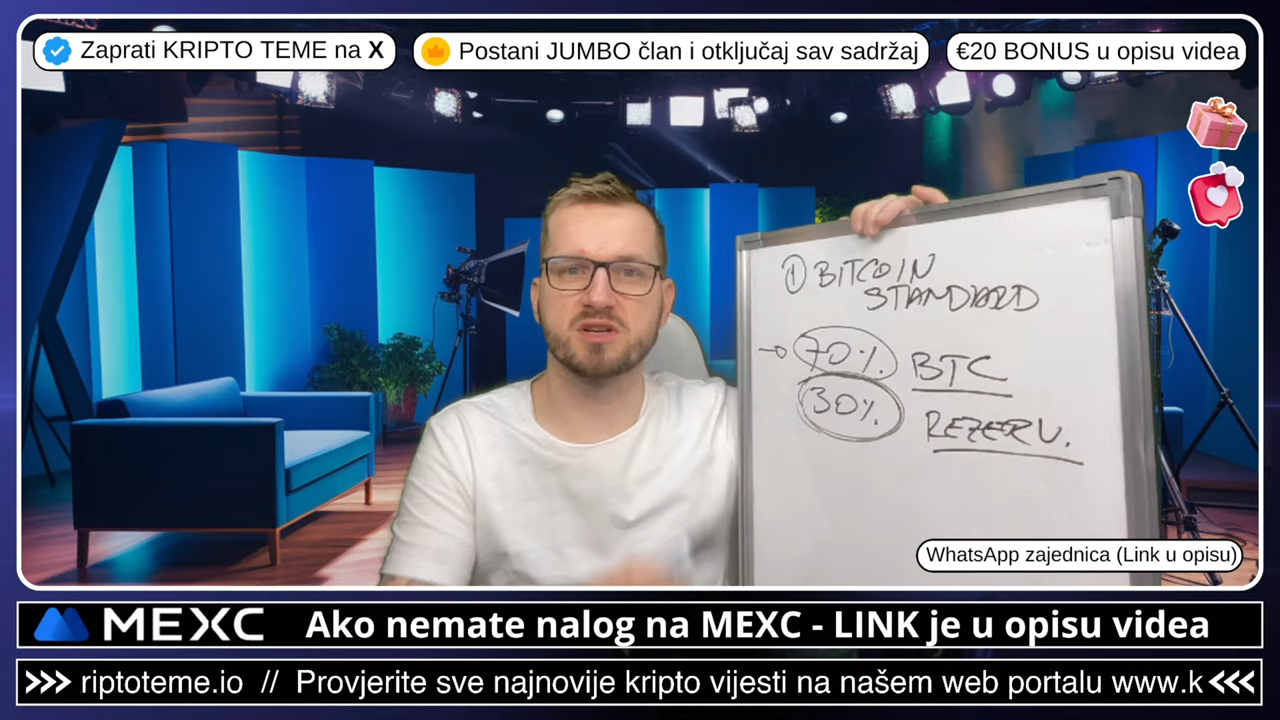 Zaprati KRIPTO TEME na X
Postani JUMBO član i otključaj sav sadržaj
€20 BONUS u opisu videa
① BITCOIN
STANDARD
70%. BTC
30%. REZERV.
WhatsApp zajednica (Link u opisu)
MEXC Ako nemate nalog na MEXC - LINK je u opisu videa
riptoteme.io // Provjerite sve najnovije kripto vijesti na našem web portalu www.k